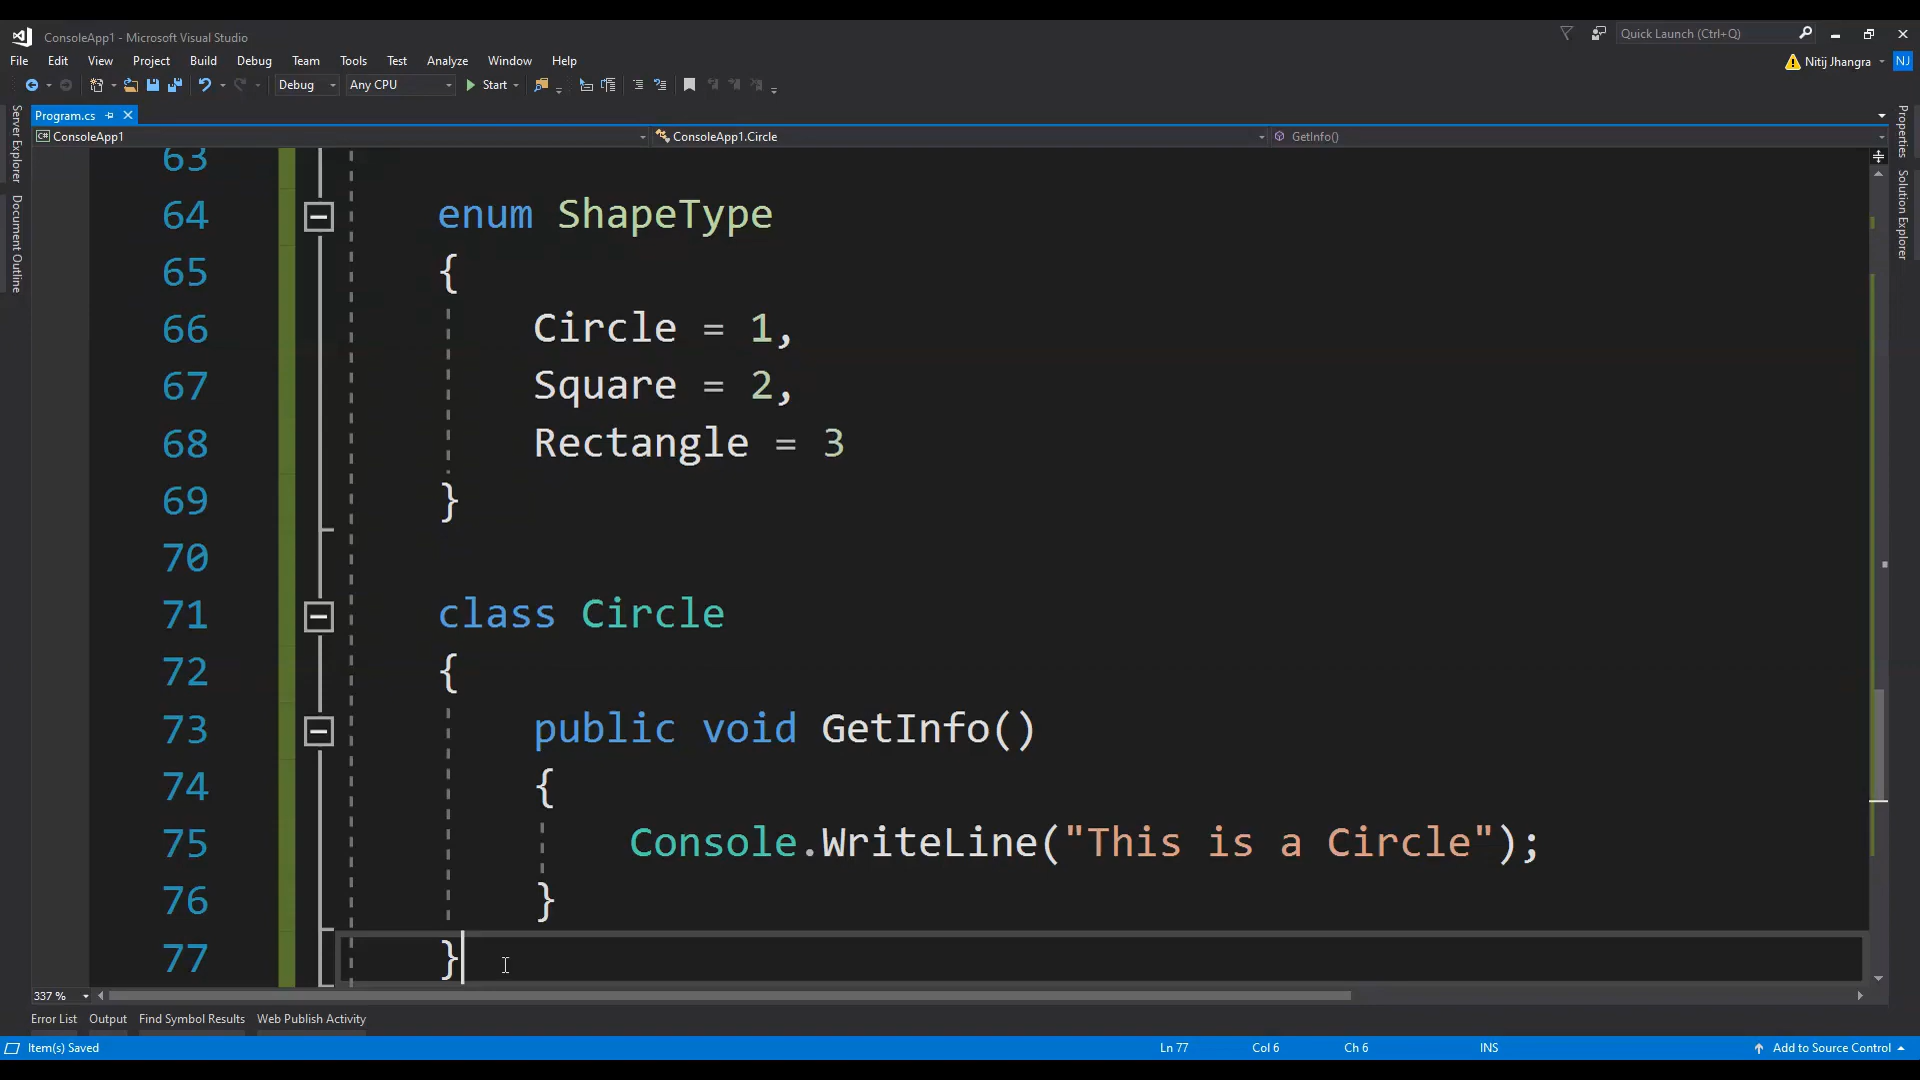 ConsoleApp1 - Microsoft Visual Studio
Quick Launch (Ctrl+Q)
File Edit View Project Build Debug Team Tools Test Analyze Window Help
Nitij Jhangra NJ
Debug Any CPU Start
Program.cs
ConsoleApp1 ConsoleApp1.Circle GetInfo()
Server Explorer
Document Outline
Properties
Solution Explorer
63
64 enum ShapeType
65 {
66 Circle = 1,
67 Square = 2,
68 Rectangle = 3
69 }
70
71 class Circle
72 {
73 public void GetInfo()
74 {
75 Console.WriteLine("This is a Circle");
76 }
77 }
337 %
Error List Output Find Symbol Results Web Publish Activity
Item(s) Saved Ln 77 Col 6 Ch 6 INS Add to Source Control